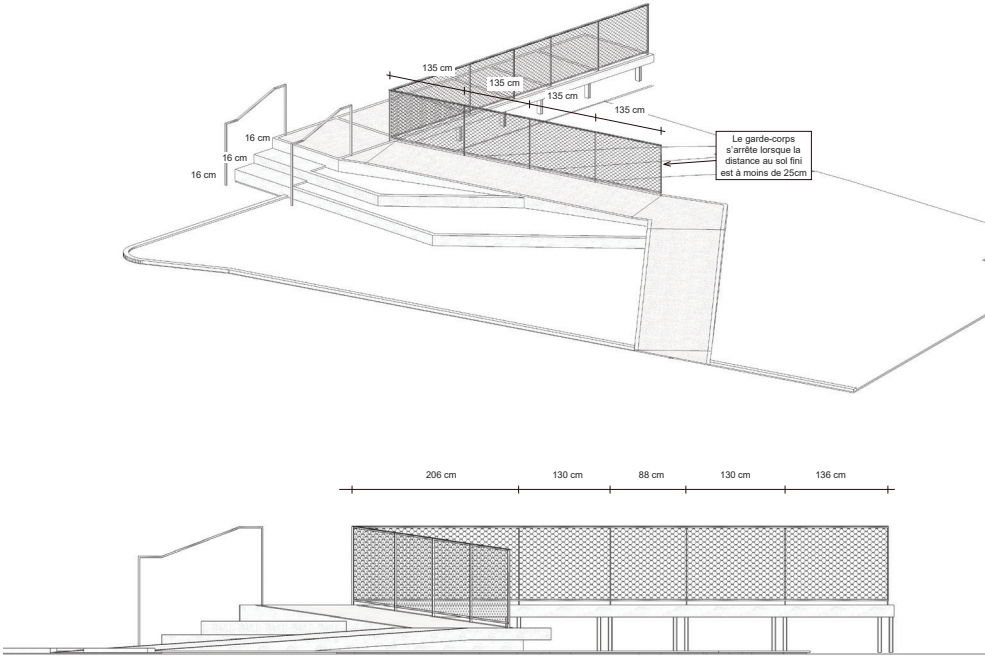 135 cm
135 cm
135 cm
135 cm
16 cm
16 cm
16 cm
Le garde-corps
s'arrête lorsque la
distance au sol fini
est à moins de 25cm
206 cm
130 cm
88 cm
130 cm
136 cm